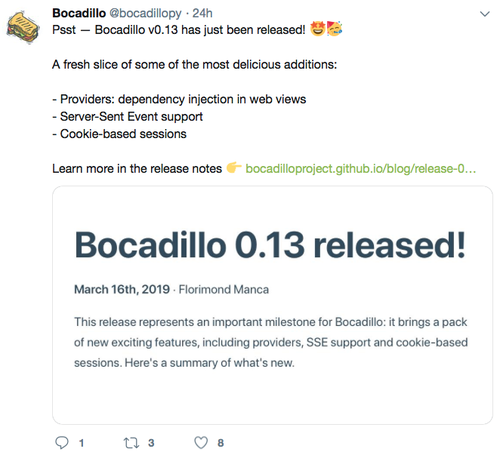 Bocadillo @bocadillopy · 24h
Psst — Bocadillo v0.13 has just been released! 🤩🥳
A fresh slice of some of the most delicious additions:
- Providers: dependency injection in web views
- Server-Sent Event support
- Cookie-based sessions
Learn more in the release notes 👉 bocadilloproject.github.io/blog/release-0…
Bocadillo 0.13 released!
March 16th, 2019 · Florimond Manca
This release represents an important milestone for Bocadillo: it brings a pack
of new exciting features, including providers, SSE support and cookie-based
sessions. Here's a summary of what's new.
1 3 8